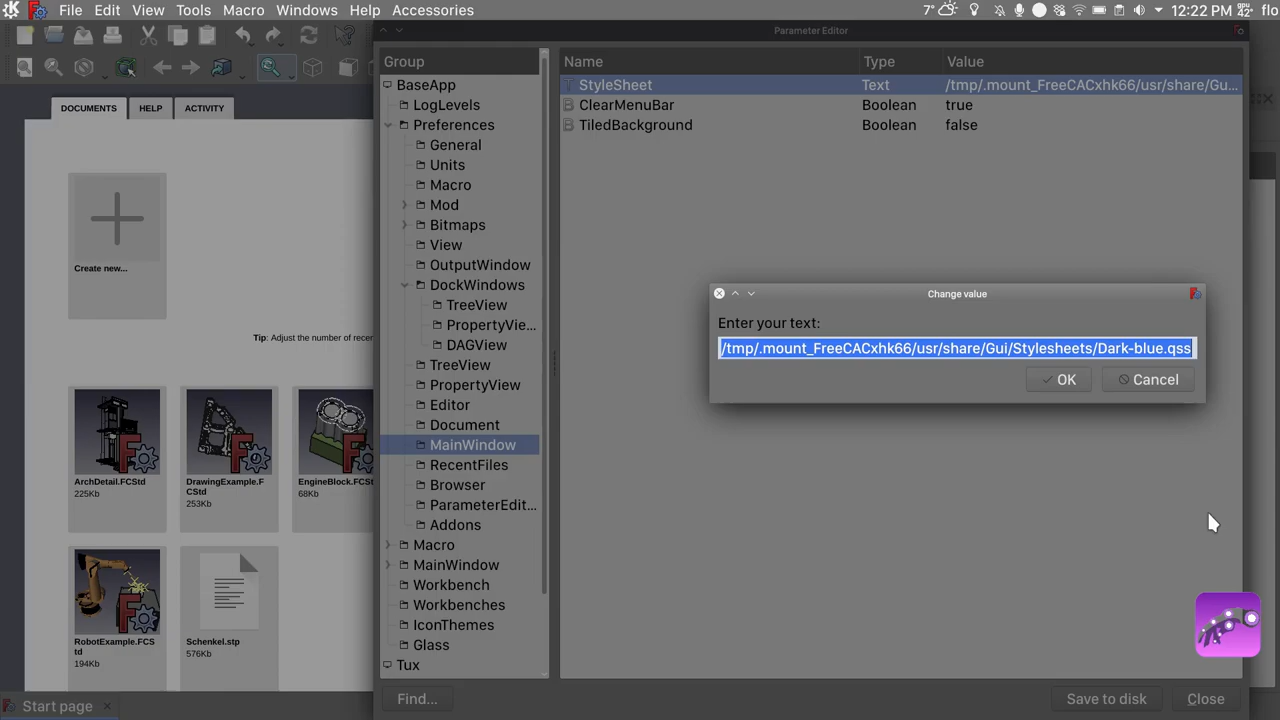 File Edit View Tools Macro Windows Help Accessories
7° 12:22 PM flo
Parameter Editor
Group
BaseApp
LogLevels
Preferences
General
Units
Macro
Mod
Bitmaps
View
OutputWindow
DockWindows
TreeView
PropertyVie...
DAGView
TreeView
PropertyView
Editor
Document
MainWindow
RecentFiles
Browser
ParameterEdit...
Addons
Macro
MainWindow
Workbench
Workbenches
IconThemes
Glass
Tux
Name Type Value
StyleSheet Text /tmp/.mount_FreeCACxhk66/usr/share/Gu...
ClearMenuBar Boolean true
TiledBackground Boolean false
Change value
Enter your text:
/tmp/.mount_FreeCACxhk66/usr/share/Gui/Stylesheets/Dark-blue.qss
OK Cancel
Find... Save to disk Close
DOCUMENTS HELP ACTIVITY
Create new...
Tip: Adjust the number of recen
ArchDetail.FCStd
225Kb
DrawingExample.F
CStd
253Kb
EngineBlock.FCSt
68Kb
RobotExample.FCS
td
194Kb
Schenkel.stp
576Kb
Start page